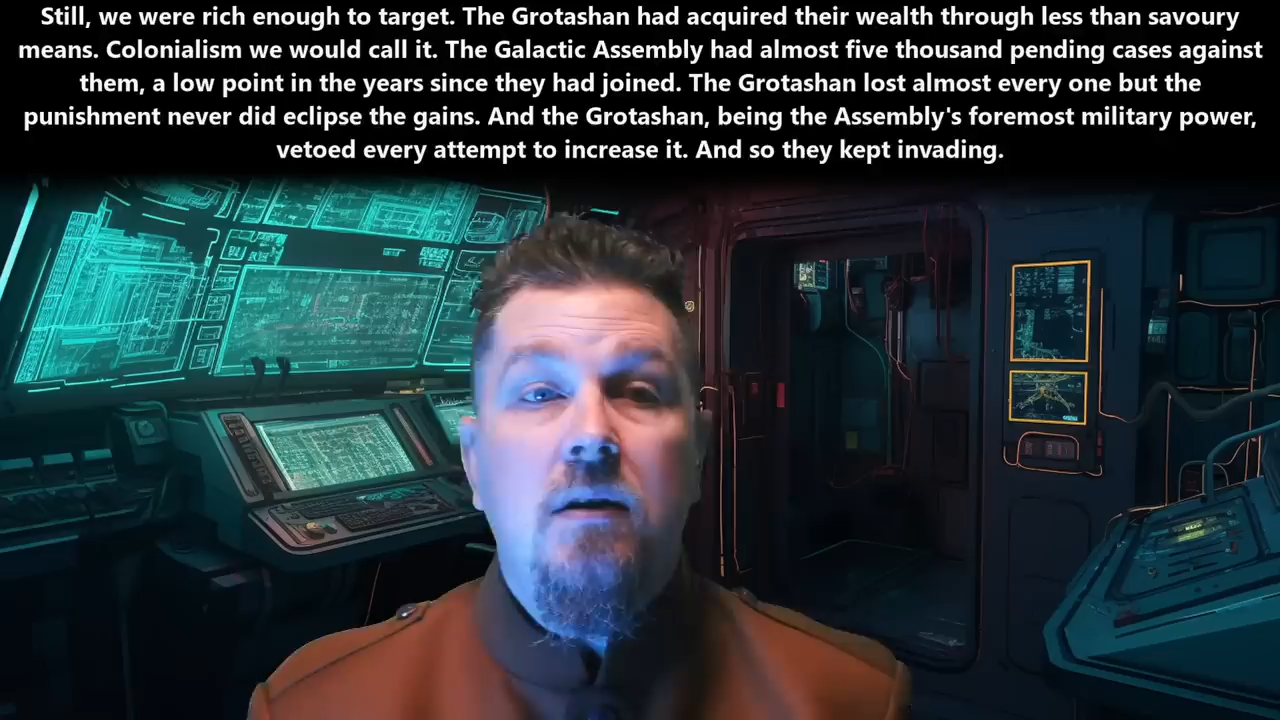 Still, we were rich enough to target. The Grotashan had acquired their wealth through less than savoury
means. Colonialism we would call it. The Galactic Assembly had almost five thousand pending cases against
them, a low point in the years since they had joined. The Grotashan lost almost every one but the
punishment never did eclipse the gains. And the Grotashan, being the Assembly's foremost military power,
vetoed every attempt to increase it. And so they kept invading.